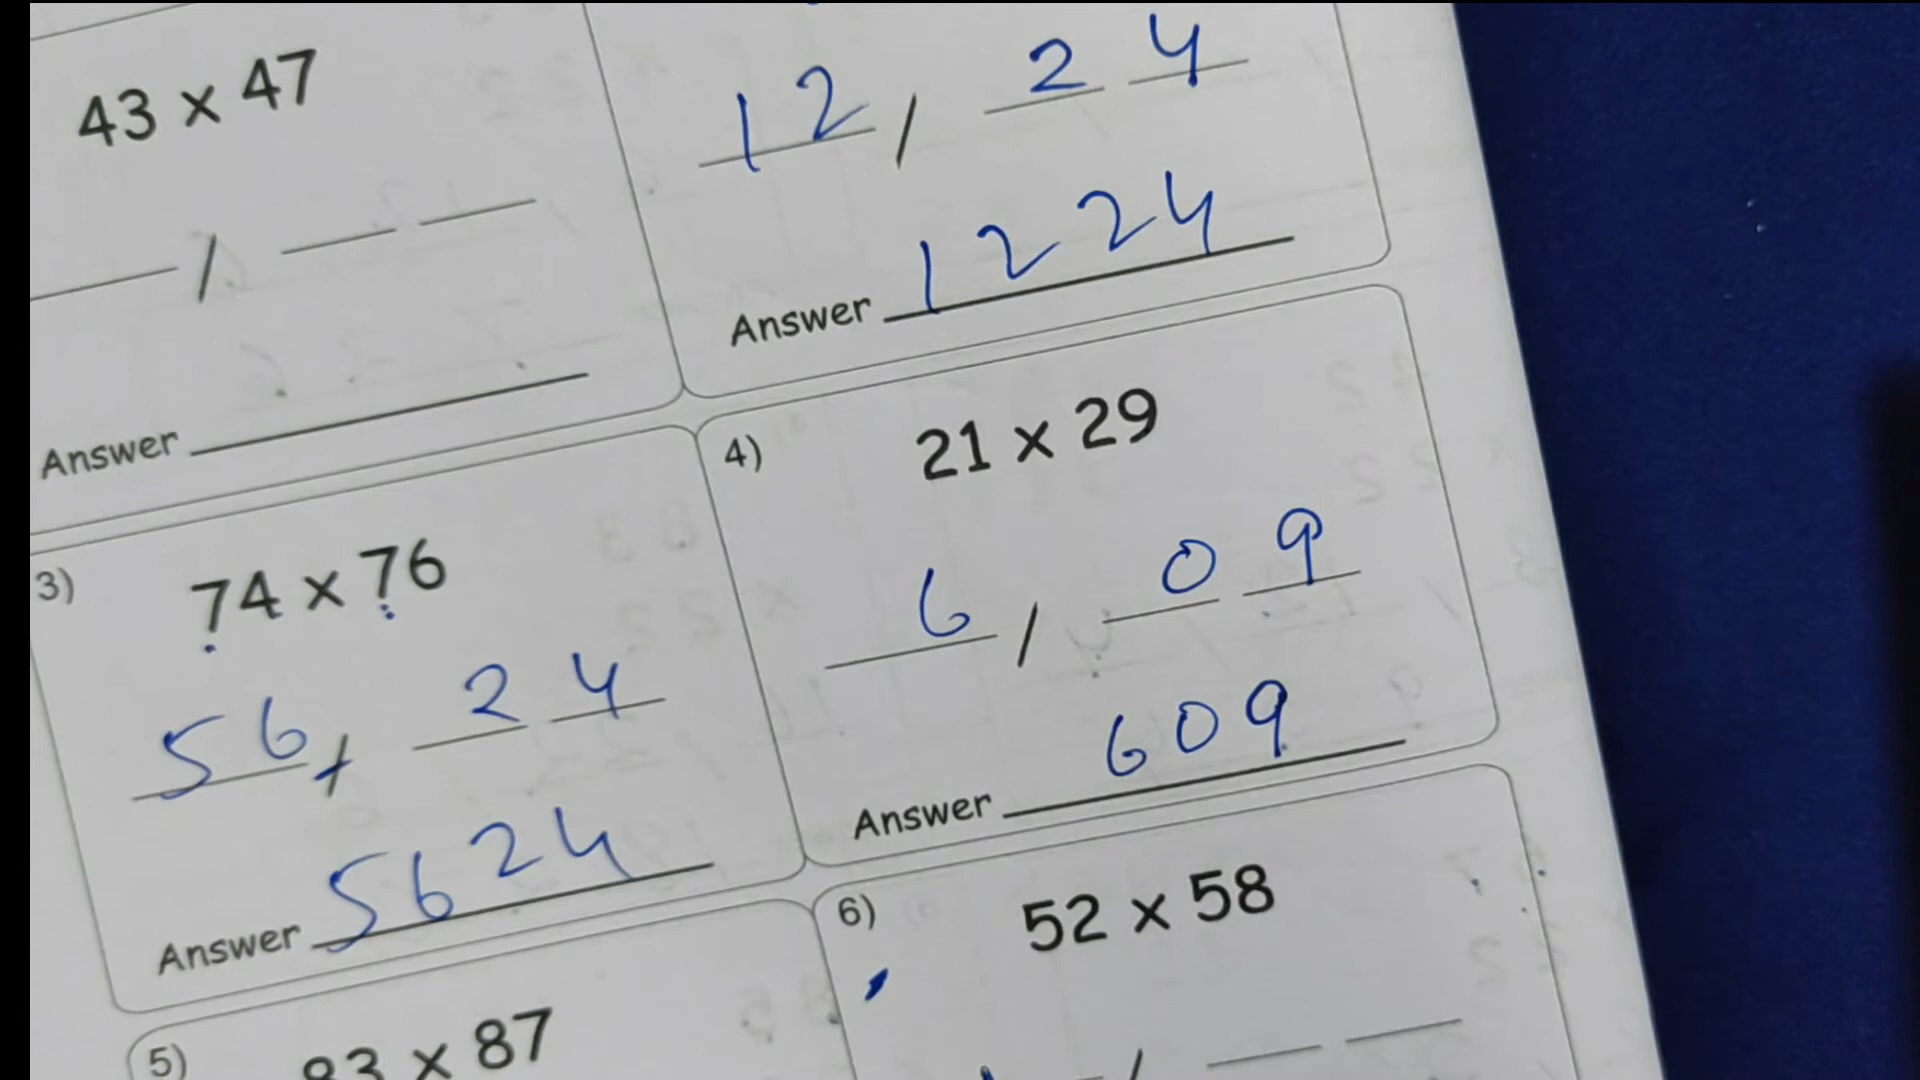 43 x 47
/
Answer
12 / 2 4
Answer 1224
3) 74 x 76
56 / 2 4
Answer 5624
4) 21 x 29
6 / 0 9
Answer 609
5) 83 x 87
6) 52 x 58
/